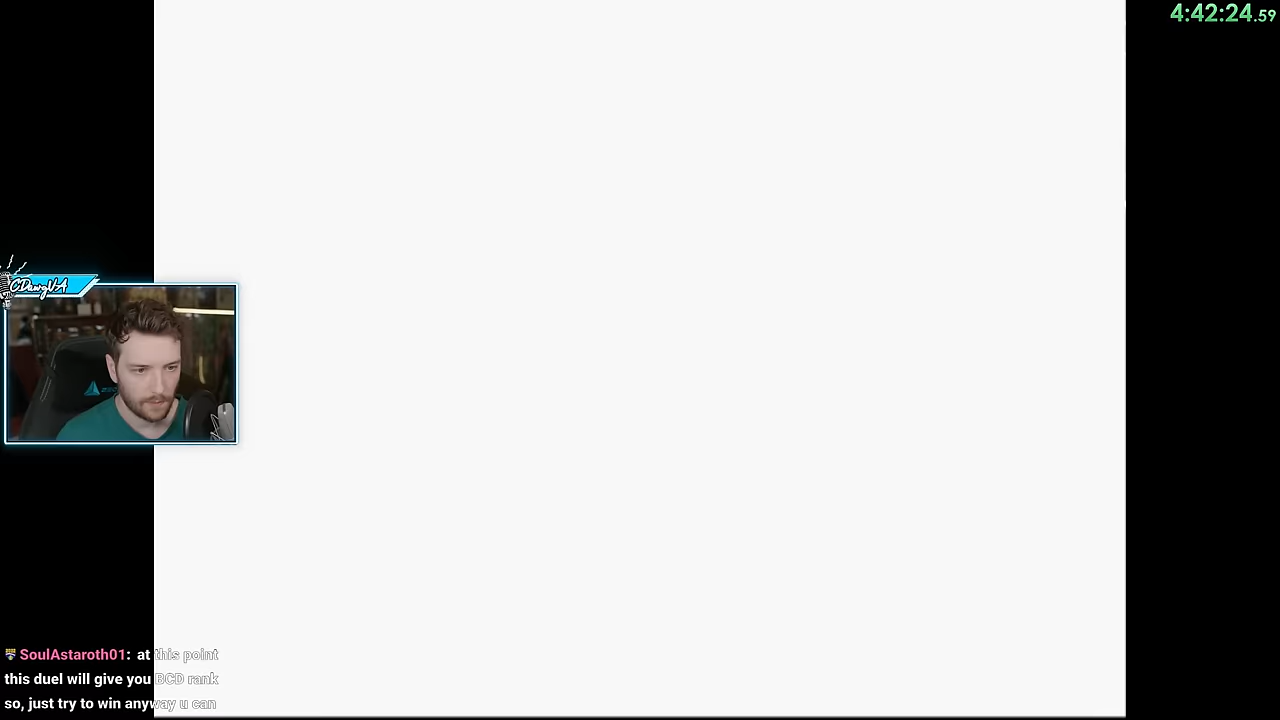 4:42:24.59
CDawgVA
SoulAstaroth01: at this point
this duel will give you BCD rank
so, just try to win anyway u can